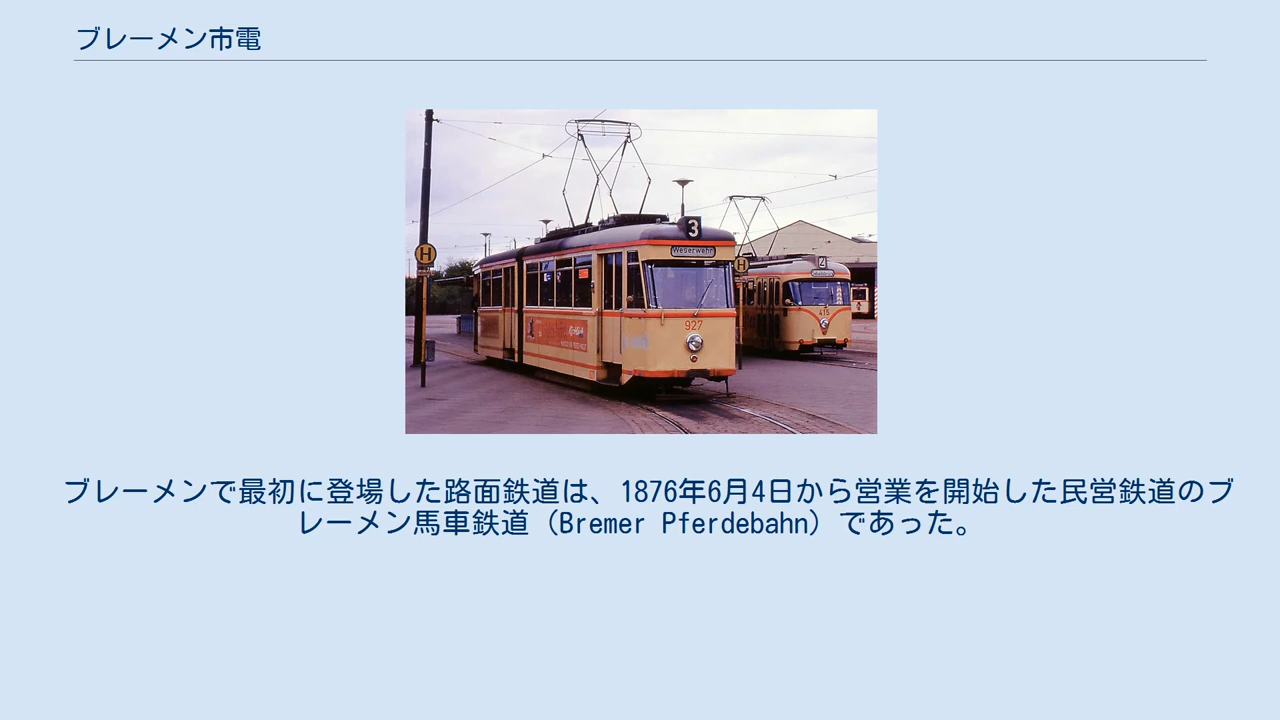 ブレーメン市電
H
3
Weserwehr
927
H
2
415
ブレーメンで最初に登場した路面鉄道は、1876年6月4日から営業を開始した民営鉄道のブ
レーメン馬車鉄道（Bremer Pferdebahn）であった。